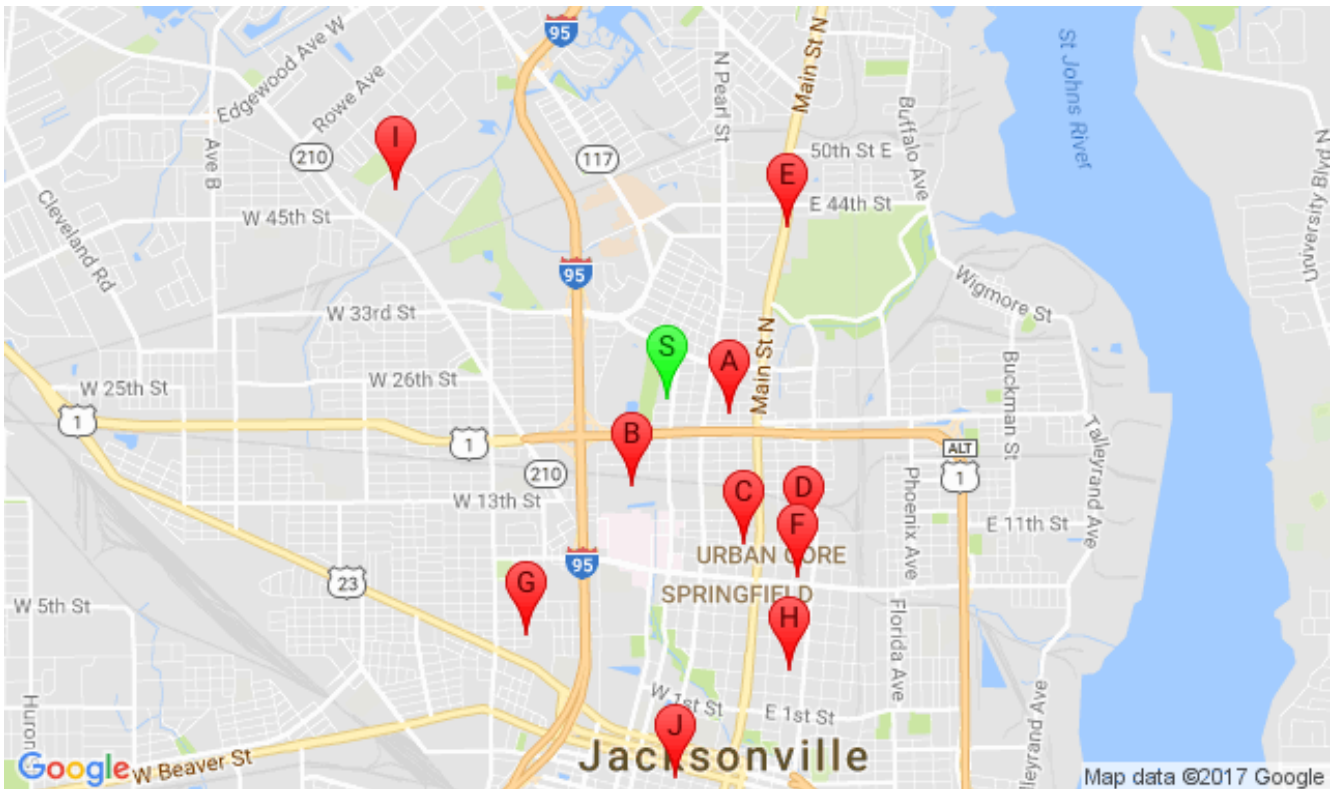 95
Edgewood Ave W
Rowe Ave
N Pearl St
Main St N
Buffalo Ave
St Johns River
N
University Blvd
I
210
117
50th St E
Ave B
E
E 44th St
W 45th St
Cleveland Rd
95
Wigmore St
W 33rd St
S
A
Main St N
Buckman St
W 26th St
W 25th St
1
B
1
ALT
1
Talleyrand Ave
210
W 13th St
C
D
Phoenix Ave
F
E 11th St
URBAN CORE
95
23
G
SPRINGFIELD
W 5th St
H
Florida Ave
Huron
W 1st St
E 1st St
J
Jacksonville
Google
W Beaver St
Map data ©2017 Google